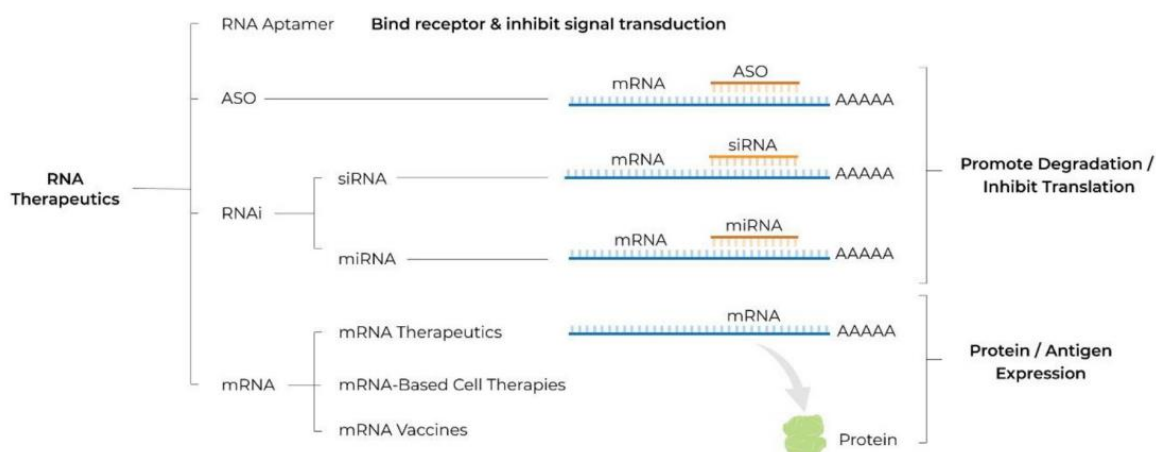 RNA Aptamer Bind receptor & inhibit signal transduction
ASO
mRNA
ASO
AAAAA
RNA
Therapeutics
RNAi
siRNA
mRNA
siRNA
AAAAA
miRNA
mRNA
miRNA
AAAAA
Promote Degradation /
Inhibit Translation
mRNA
mRNA Therapeutics
mRNA
AAAAA
mRNA-Based Cell Therapies
mRNA Vaccines
Protein
Protein / Antigen
Expression